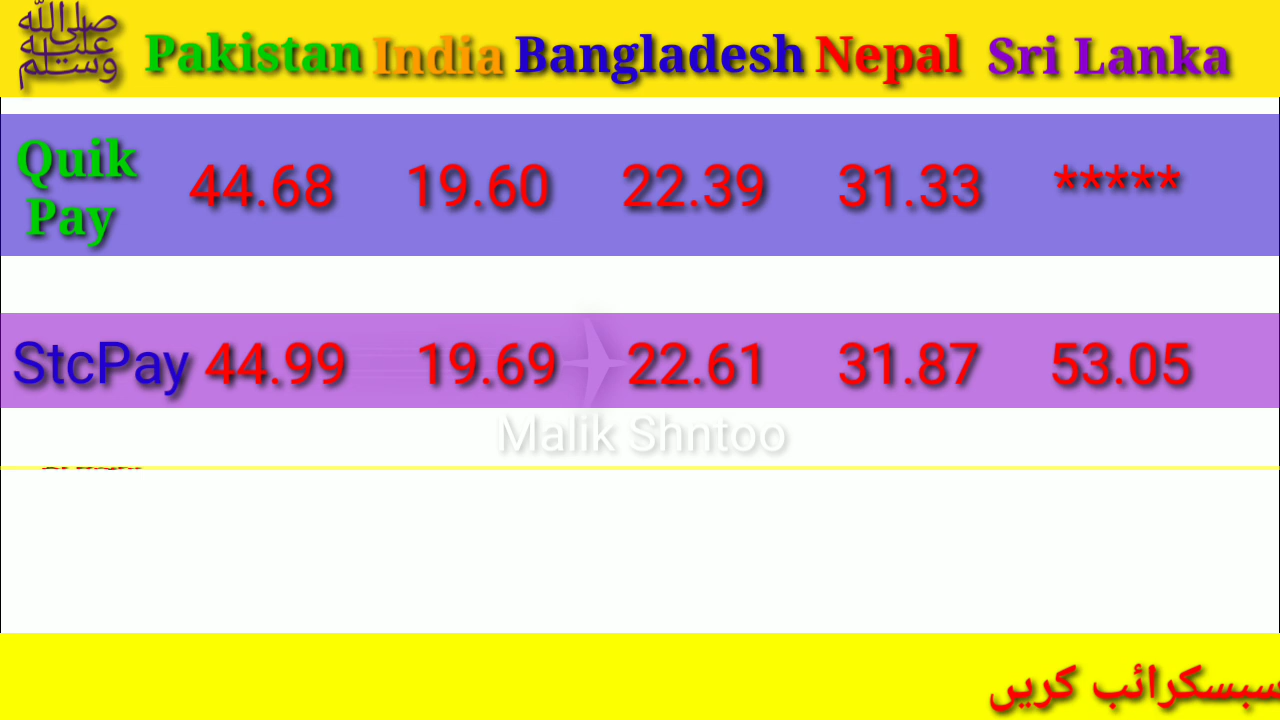 صلى الله عليه وسلم
Pakistan India Bangladesh Nepal Sri Lanka
Quik Pay 44.68 19.60 22.39 31.33 *****
StcPay 44.99 19.69 22.61 31.87 53.05
Malik Shntoo
سبسکرائب کریں